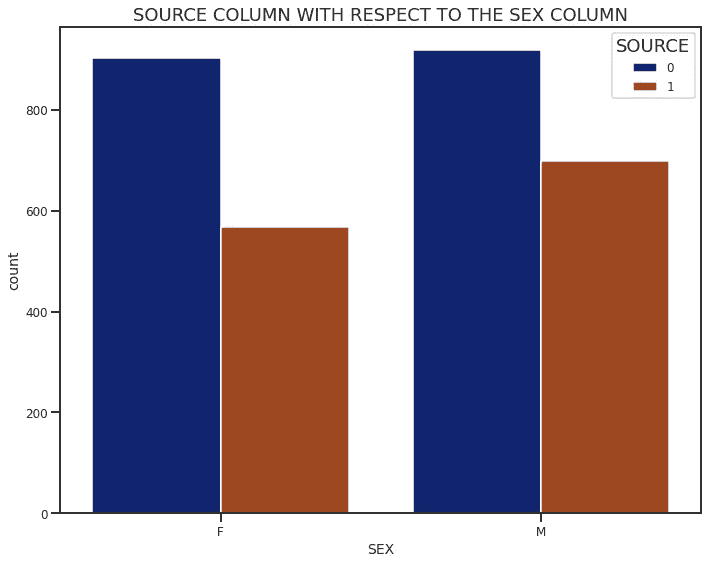 SOURCE COLUMN WITH RESPECT TO THE SEX COLUMN
SOURCE
0
1
800
600
400
200
0
count
F
M
SEX